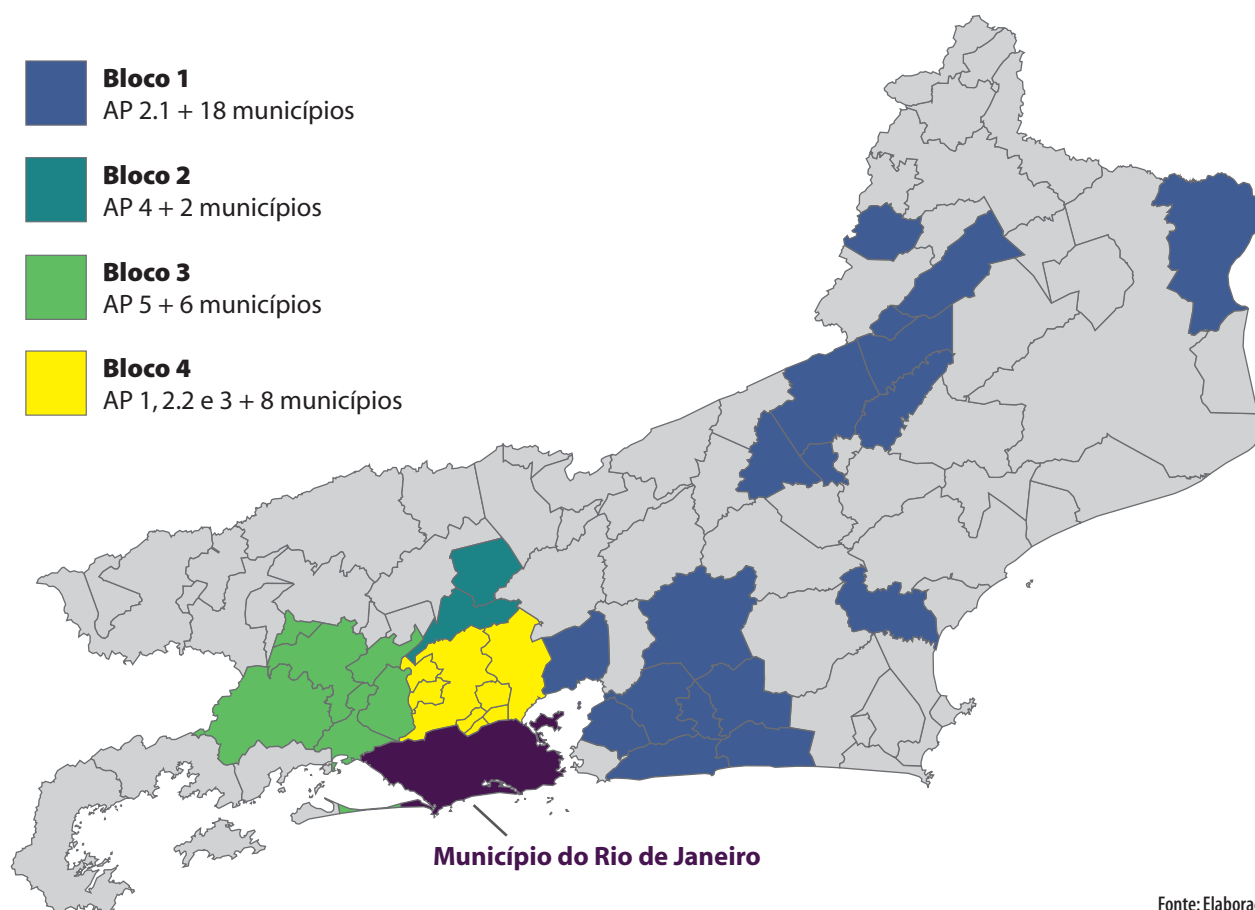 Bloco 1
AP 2.1 + 18 municípios
Bloco 2
AP 4 + 2 municípios
Bloco 3
AP 5 + 6 municípios
Bloco 4
AP 1, 2.2 e 3 + 8 municípios
Município do Rio de Janeiro
Fonte: Elabora